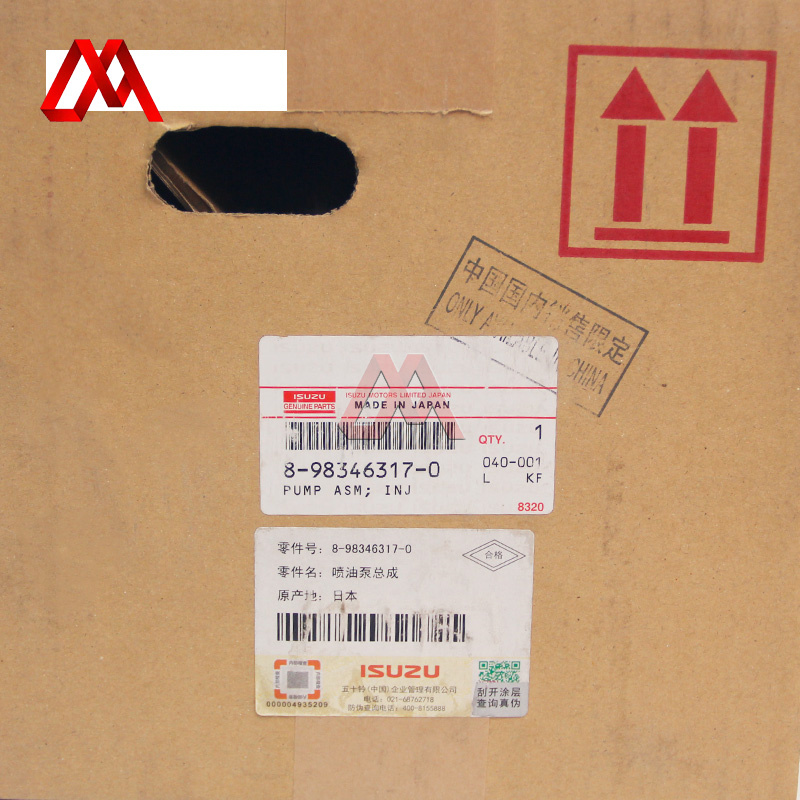 中国国内销售限定
ONLY AVAILABLE IN CHINA
ISUZU
GENUINE PARTS
ISUZU MOTORS LIMITED JAPAN
MADE IN JAPAN
QTY. 1
8-98346317-0
040-001
PUMP ASM; INJ
L KF
8320
零件号: 8-98346317-0
合格
零件名: 喷油泵总成
原产地: 日本
ISUZU
五十铃(中国)企业管理有限公司
电话: 021-68762718
防伪查询电话: 400-8155888
800004935209
刮开涂层
查询真伪